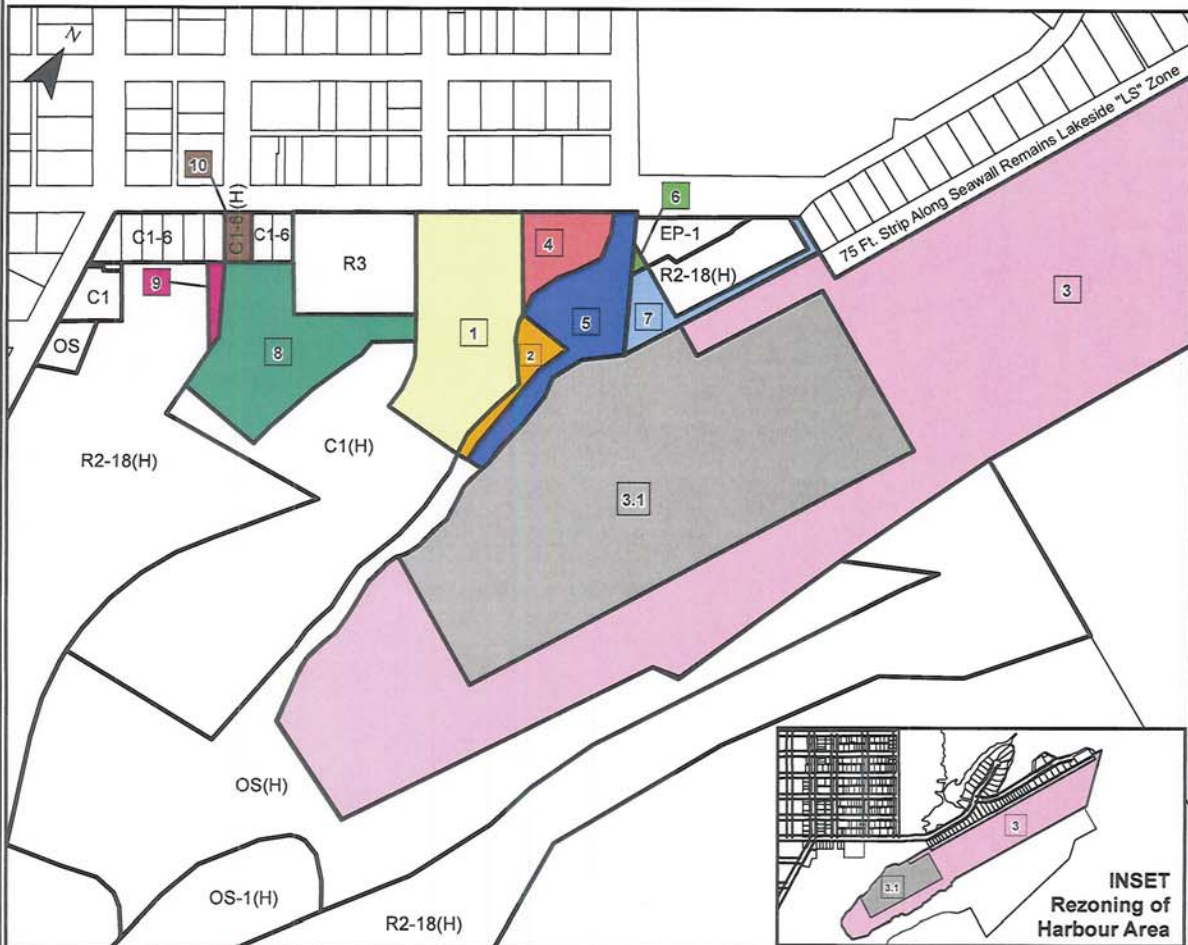 N
75 Ft. Strip Along Seawall Remains Lakeside "LS" Zone
10
6
C1-6
C1-6(H)
C1-6
EP-1
4
R3
R2-18(H)
9
C1
3
1
5
7
OS
8
2
C1(H)
R2-18(H)
3.1
OS(H)
OS-1(H)
R2-18(H)
3
3.1
INSET
Rezoning of
Harbour Area